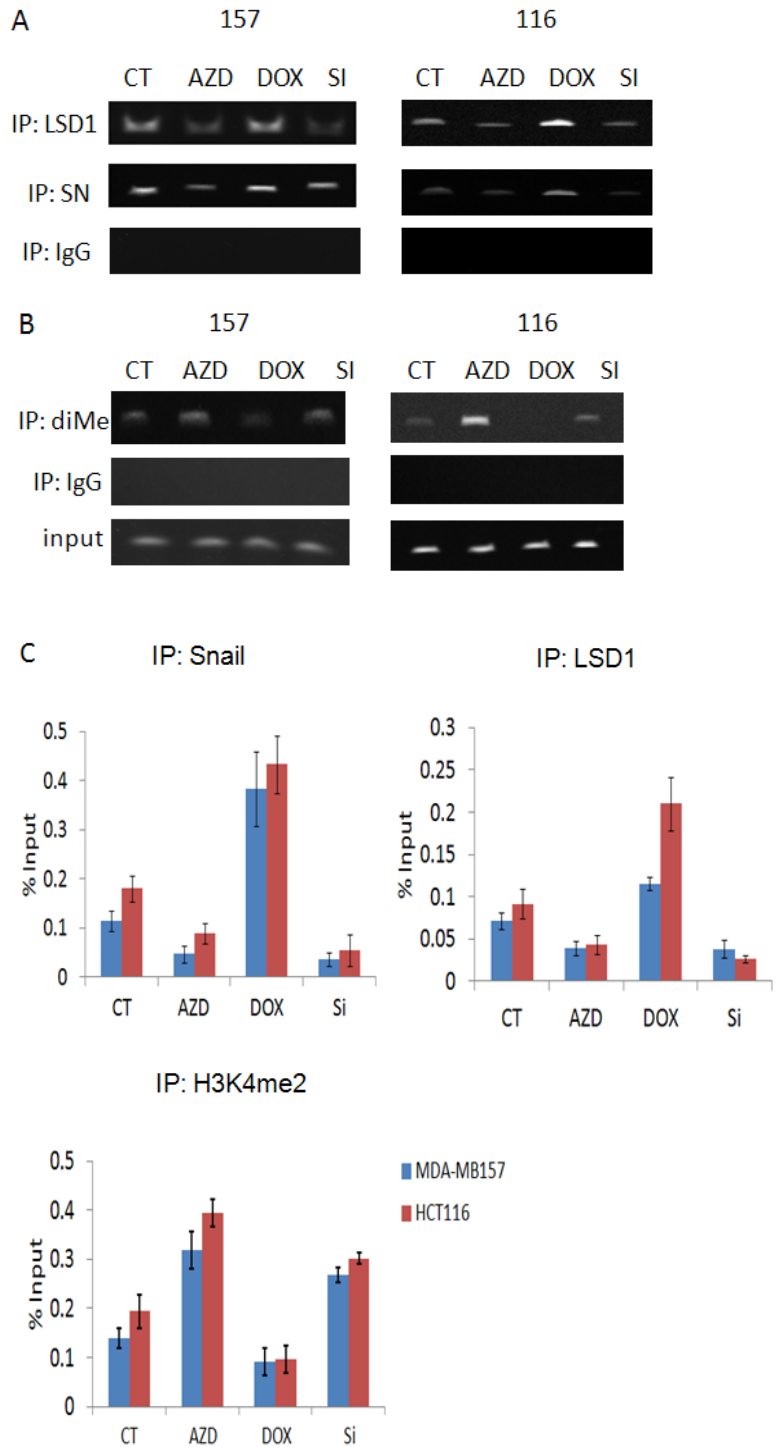 A
157
116
CT AZD DOX SI
CT AZD DOX SI
IP: LSD1
IP: SN
IP: IgG
B
157
116
CT AZD DOX SI
CT AZD DOX SI
IP: diMe
IP: IgG
input
C
IP: Snail
IP: LSD1
% Input
0.5
0.4
0.3
0.2
0.1
0
CT AZD DOX Si
% Input
0.3
0.25
0.2
0.15
0.1
0.05
0
CT AZD DOX Si
IP: H3K4me2
% Input
0.5
0.4
0.3
0.2
0.1
0
CT AZD DOX Si
MDA-MB157
HCT116